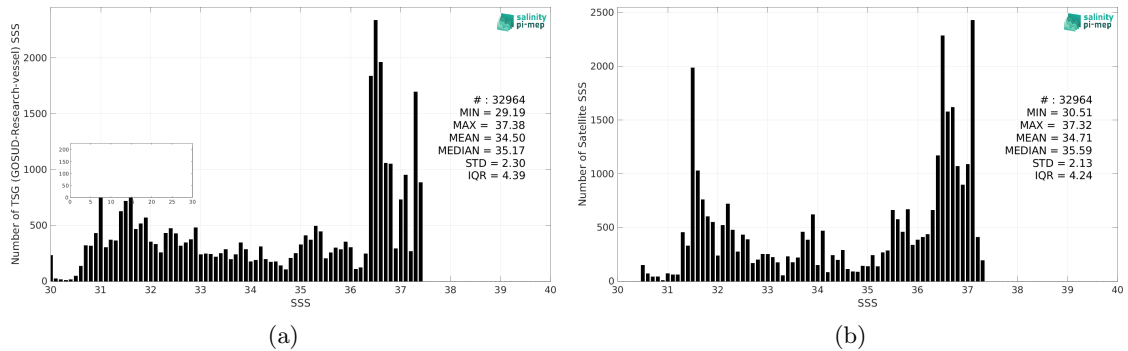 salinity
pi-mep
Number of TSG (GOSUD-Research-vessel) SSS
2000
1500
1000
500
0
# : 32964
MIN = 29.19
MAX = 37.38
MEAN = 34.50
MEDIAN = 35.17
STD = 2.30
IQR = 4.39
200
150
100
50
0
0 5 10 15 20 25 30
30 31 32 33 34 35 36 37 38 39 40
SSS
(a)
salinity
pi-mep
Number of Satellite SSS
2500
2000
1500
1000
500
0
# : 32964
MIN = 30.51
MAX = 37.32
MEAN = 34.71
MEDIAN = 35.59
STD = 2.13
IQR = 4.24
30 31 32 33 34 35 36 37 38 39 40
SSS
(b)